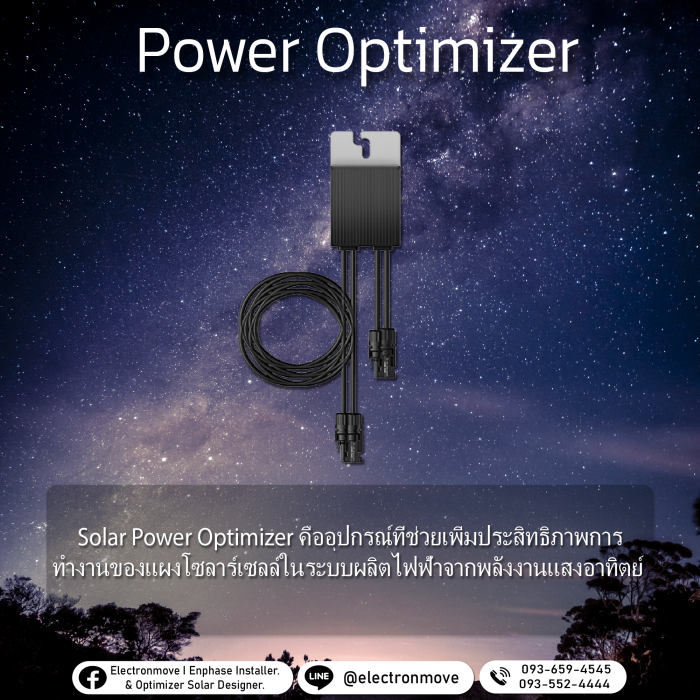 Power Optimizer
Solar Power Optimizer คืออุปกรณ์ที่ช่วยเพิ่มประสิทธิภาพการ
ทำงานของแผงโซลาร์เซลล์ในระบบผลิตไฟฟ้าจากพลังงานแสงอาทิตย์
Electronmove I Enphase Installer.
& Optimizer Solar Designer.
LINE
@electronmove
093-659-4545
093-552-4444